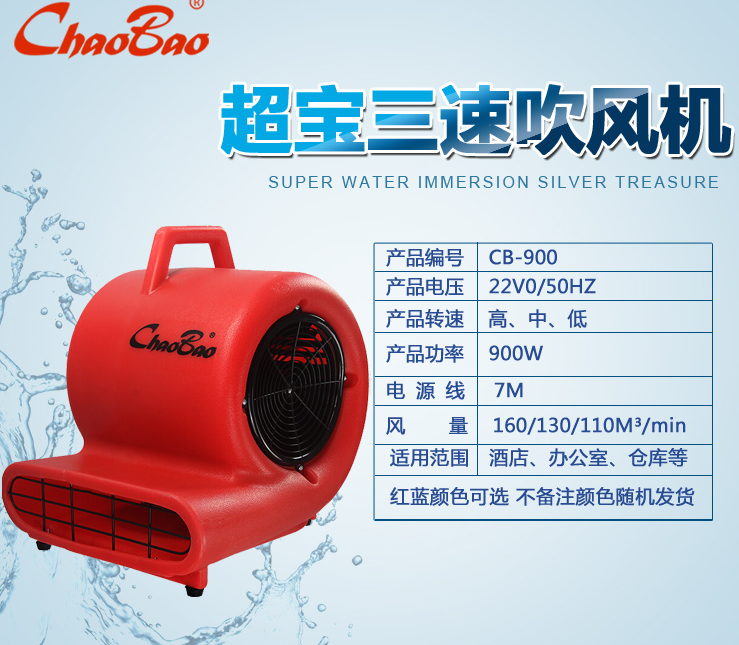 ChaoBao®
超宝三速吹风机
SUPER WATER IMMERSION SILVER TREASURE
ChaoBao®
产品编号 CB-900
产品电压 22V0/50HZ
产品转速 高、中、低
产品功率 900W
电源线 7M
风量 160/130/110M³/min
适用范围 酒店、办公室、仓库等
红蓝颜色可选 不备注颜色随机发货